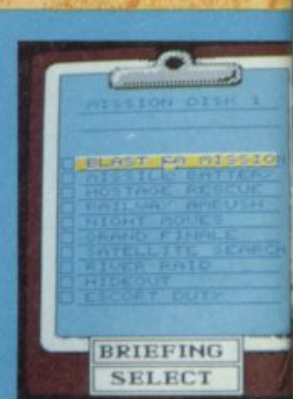 MISSION DISK 1
BLAST MISSIO
BATTERY
HOSTAGE RESCUE
RAILWAY AMBUSH
NIGHT MOVES
GRAND FINALE
SATELLITE SEARCH
RIVER RAID
HIDEOUT
ESCORT DUTY
BRIEFING
SELECT